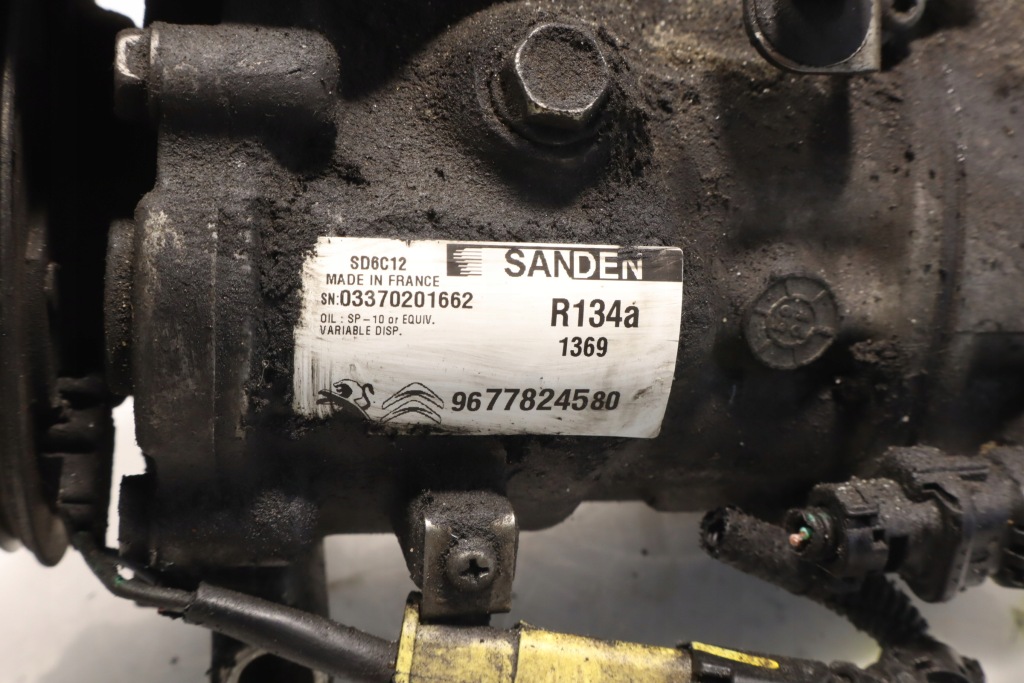 SD6C12
MADE IN FRANCE
SN:03370201662
OIL : SP-10 or EQUIV.
VARIABLE DISP.
SANDEN
R134a
1369
9677824580